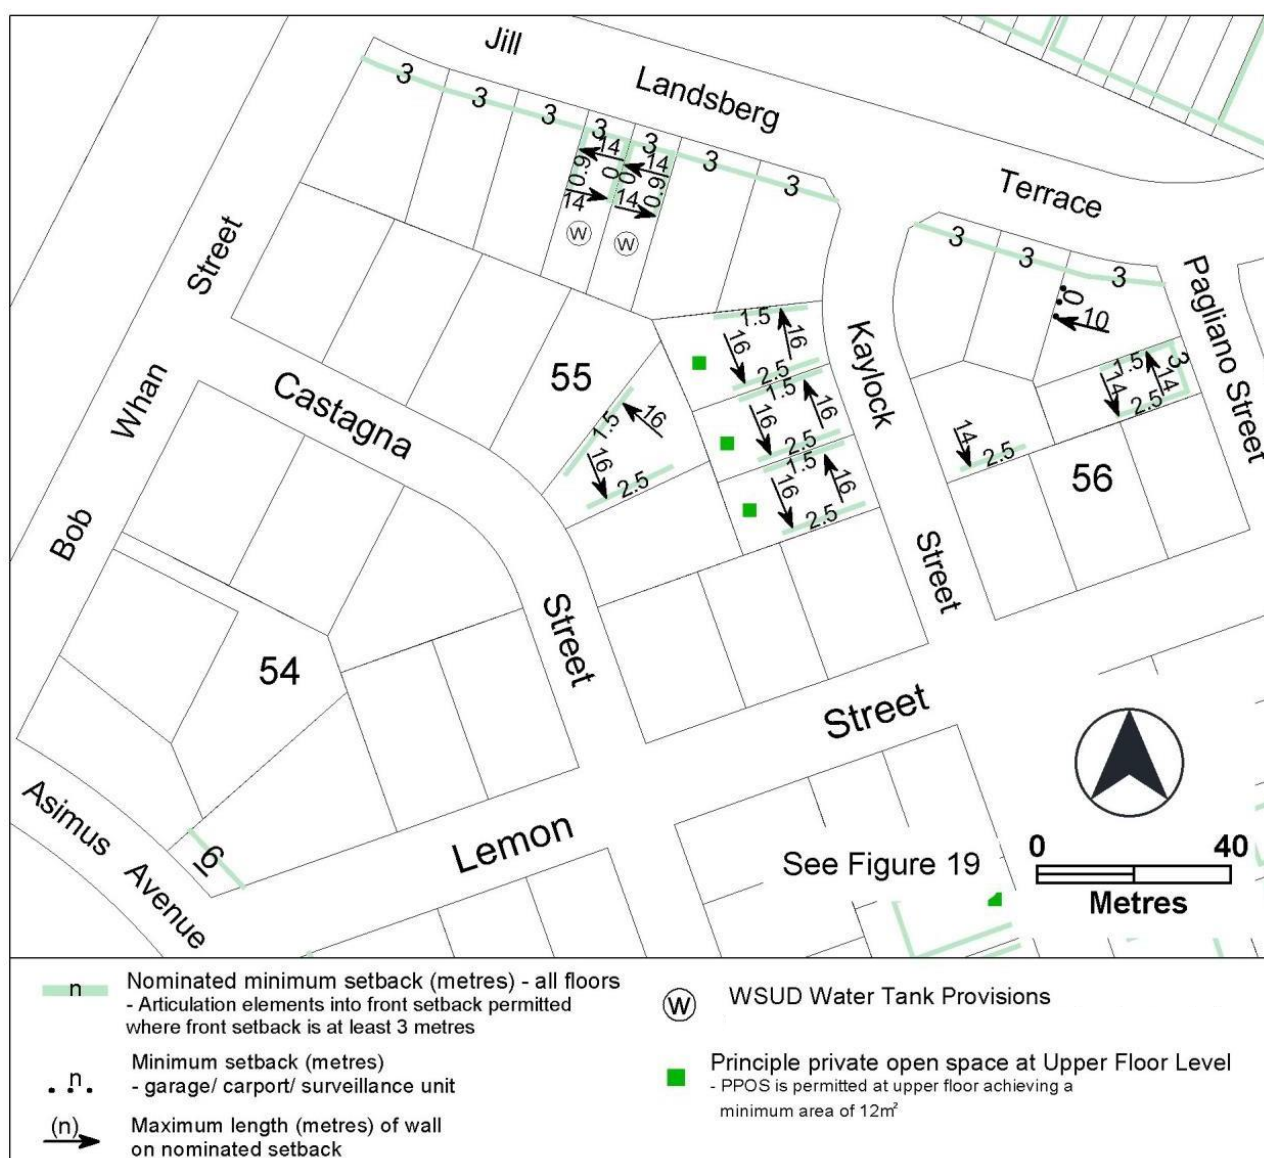 Jill
Landsberg
Terrace
3
3
3
3
3
3
3
14
0
0.9
14
14
0
0.9
14
W
W
3
3
3
0
10
Street
Whan
Bob
Castagna
Street
55
1.5
16
16
2.5
1.5
16
16
2.5
1.5
16
16
2.5
1.5
16
16
2.5
Kaylock
Street
Pagliano Street
1.5
3
14
14
2.5
14
2.5
56
54
Asimus
Avenue
6
Lemon
Street
See Figure 19
0 40
Metres
n Nominated minimum setback (metres) - all floors
- Articulation elements into front setback permitted
where front setback is at least 3 metres
n Minimum setback (metres)
- garage/ carport/ surveillance unit
(n) Maximum length (metres) of wall
on nominated setback
W WSUD Water Tank Provisions
Principle private open space at Upper Floor Level
- PPOS is permitted at upper floor achieving a
minimum area of 12m²